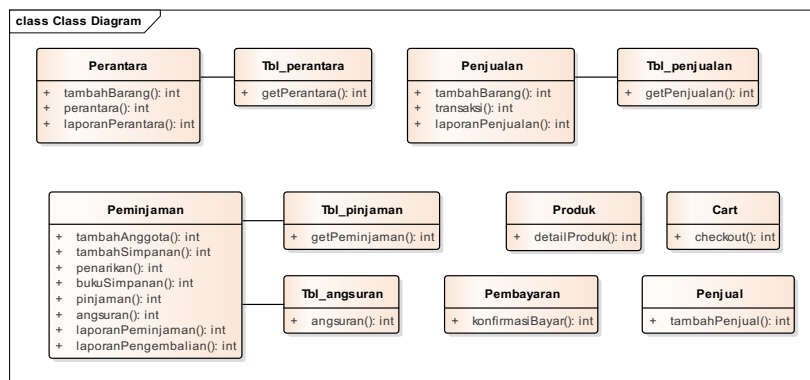 class Class Diagram
Perantara
+ tambahBarang(): int
+ perantara(): int
+ laporanPerantara(): int
Tbl_perantara
+ getPerantara(): int
Penjualan
+ tambahBarang(): int
+ transaksi(): int
+ laporanPenjualan(): int
Tbl_penjualan
+ getPenjualan(): int
Peminjaman
+ tambahAnggota(): int
+ tambahSimpanan(): int
+ penarikan(): int
+ bukuSimpanan(): int
+ pinjaman(): int
+ angsuran(): int
+ laporanPeminjaman(): int
+ laporanPengembalian(): int
Tbl_pinjaman
+ getPeminjaman(): int
Produk
+ detailProduk(): int
Cart
+ checkout(): int
Tbl_angsuran
+ angsuran(): int
Pembayaran
+ konfirmasiBayar(): int
Penjual
+ tambahPenjual(): int